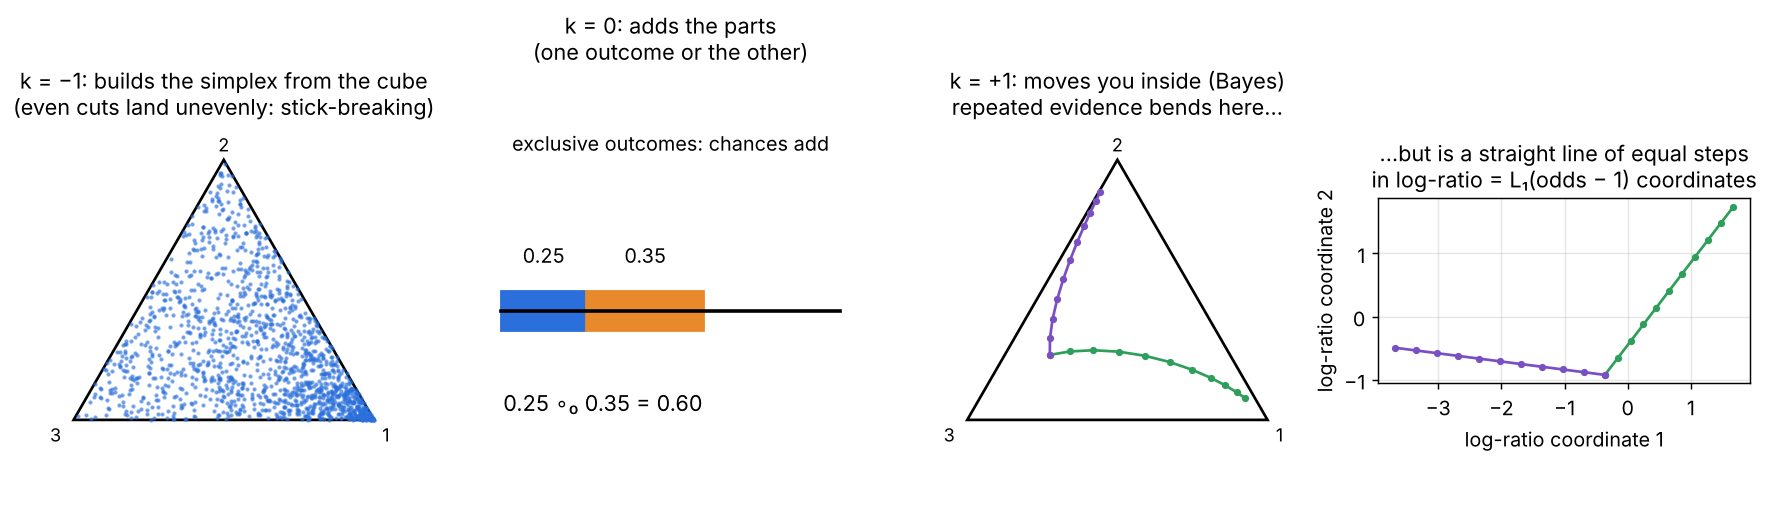 k = −1: builds the simplex from the cube
(even cuts land unevenly: stick-breaking)
2
3
1
k = 0: adds the parts
(one outcome or the other)
exclusive outcomes: chances add
0.25
0.35
0.25 ∘₀ 0.35 = 0.60
k = +1: moves you inside (Bayes)
repeated evidence bends here...
2
3
1
...but is a straight line of equal steps
in log-ratio = L₁(odds − 1) coordinates
log-ratio coordinate 2
1
0
−1
−3
−2
−1
0
1
log-ratio coordinate 1